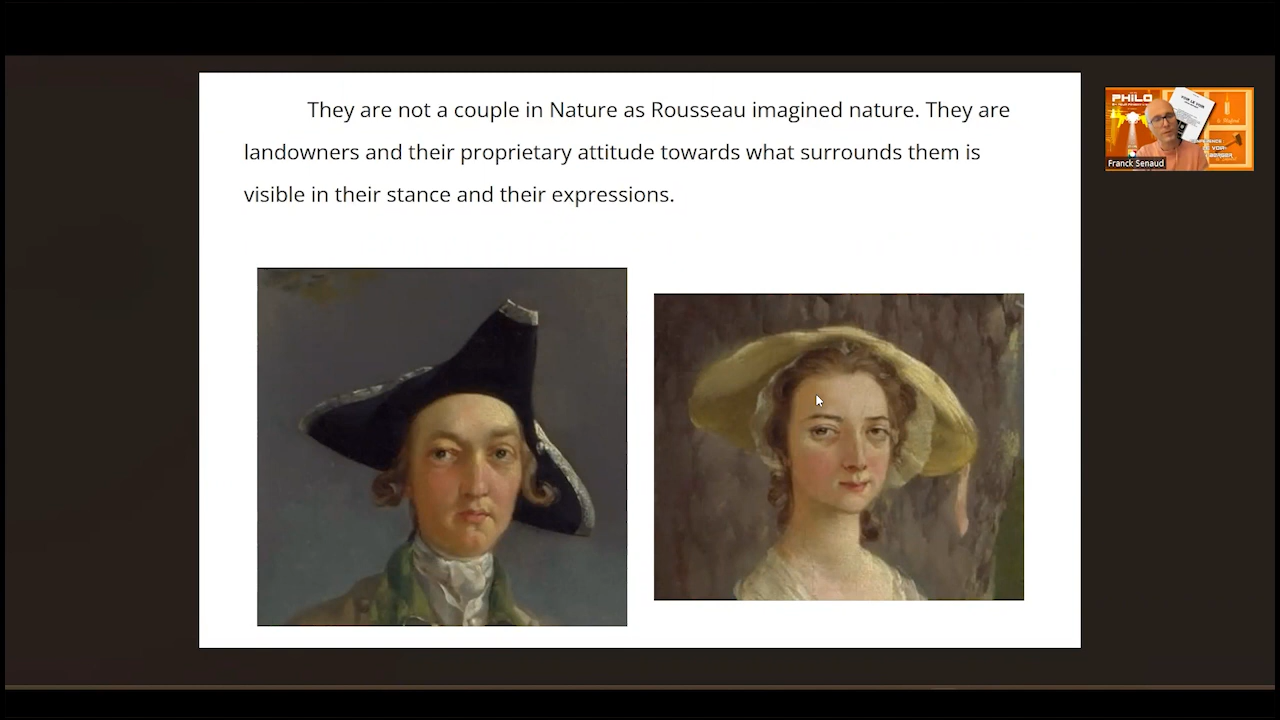 They are not a couple in Nature as Rousseau imagined nature. They are
landowners and their proprietary attitude towards what surrounds them is
visible in their stance and their expressions.
PHILO
Franck Senaud